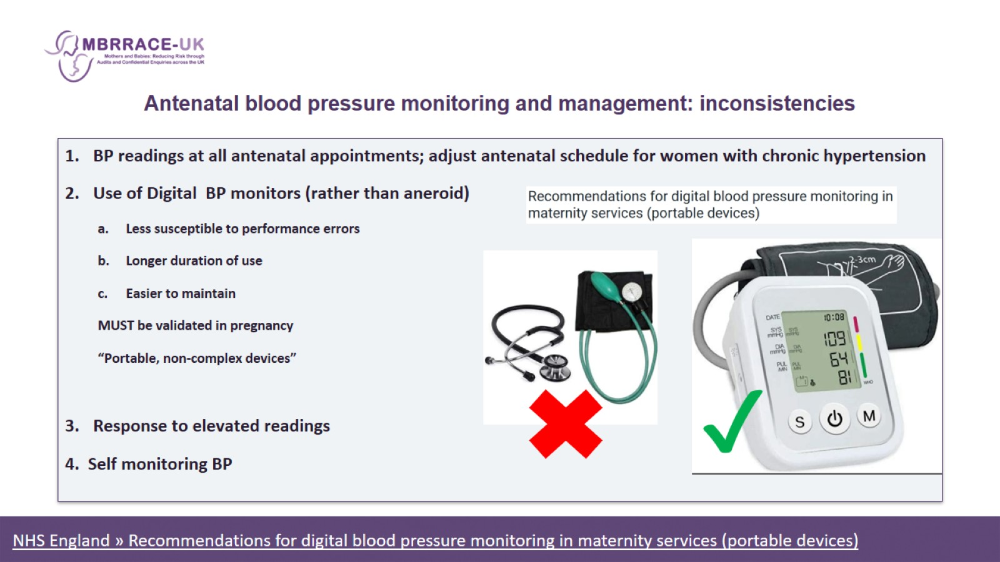 MBRRACE-UK
Mothers and Babies: Reducing Risk through
Audits and Confidential Enquiries across the UK
Antenatal blood pressure monitoring and management: inconsistencies
1. BP readings at all antenatal appointments; adjust antenatal schedule for women with chronic hypertension
2. Use of Digital BP monitors (rather than aneroid)
a. Less susceptible to performance errors
b. Longer duration of use
c. Easier to maintain
MUST be validated in pregnancy
“Portable, non-complex devices”
3. Response to elevated readings
4. Self monitoring BP
Recommendations for digital blood pressure monitoring in
maternity services (portable devices)
2-3cm
DATE 10:08
SYS mmHg SYS mmHg 109
DIA mmHg DIA mmHg 64
PUL /MIN PUL /MIN 81
M
WHO
S M
NHS England » Recommendations for digital blood pressure monitoring in maternity services (portable devices)